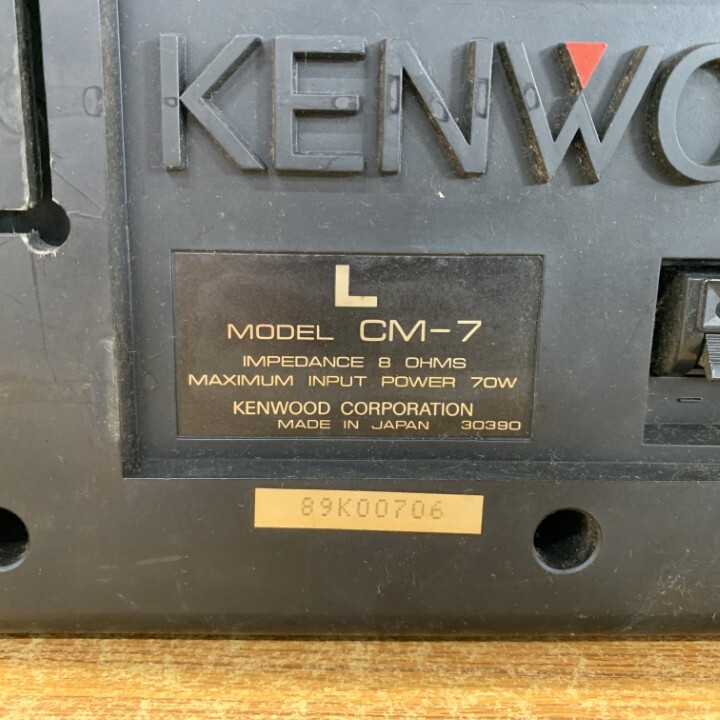 KENWO
L
MODEL CM-7
IMPEDANCE 8 OHMS
MAXIMUM INPUT POWER 70W
KENWOOD CORPORATION
MADE IN JAPAN 30390
89K00706